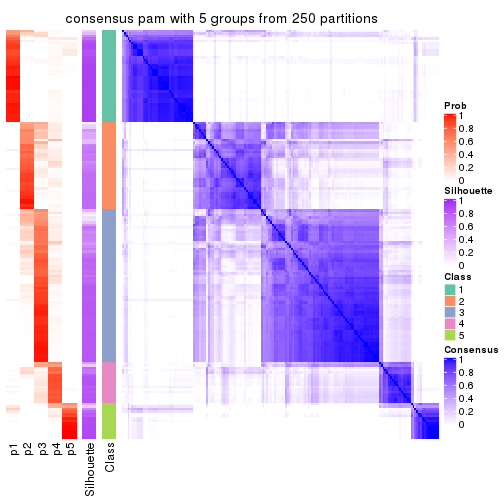 consensus pam with 5 groups from 250 partitions
Prob
1
0.8
0.6
0.4
0.2
0
Silhouette
1
0.8
0.6
0.4
0.2
0
Class
1
2
3
4
5
Consensus
1
0.8
0.6
0.4
0.2
0
p1
p2
p3
p4
p5
Silhouette
Class